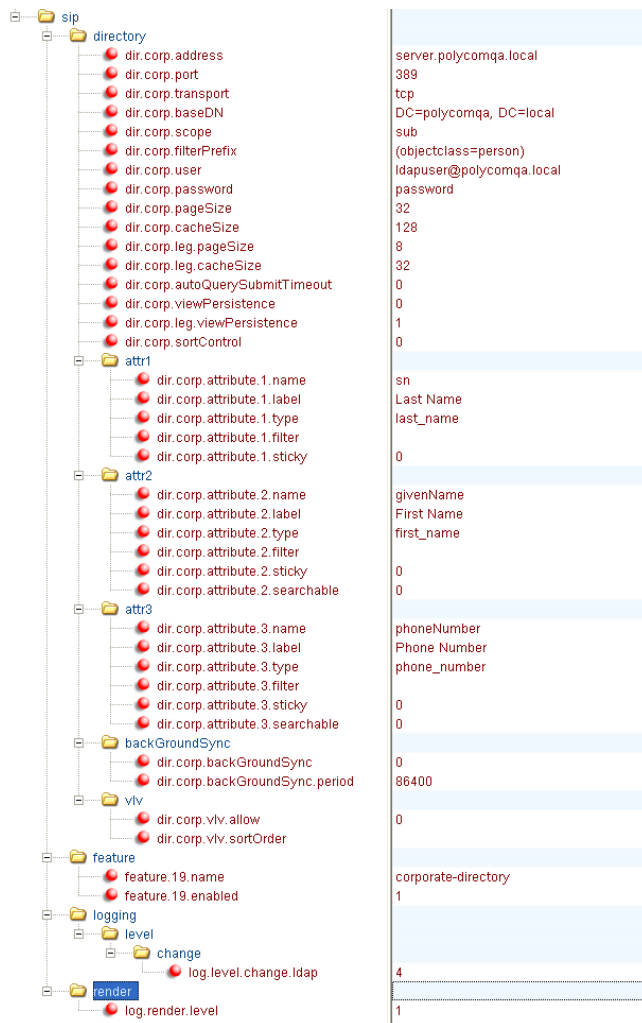 sip
directory
dir.corp.address server.polycomqa.local
dir.corp.port 389
dir.corp.transport tcp
dir.corp.baseDN DC=polycomqa, DC=local
dir.corp.scope sub
dir.corp.filterPrefix (objectclass=person)
dir.corp.user ldapuser@polycomqa.local
dir.corp.password password
dir.corp.pageSize 32
dir.corp.cacheSize 128
dir.corp.leg.pageSize 8
dir.corp.leg.cacheSize 32
dir.corp.autoQuerySubmitTimeout 0
dir.corp.viewPersistence 0
dir.corp.leg.viewPersistence 1
dir.corp.sortControl 0
attr1
dir.corp.attribute.1.name sn
dir.corp.attribute.1.label Last Name
dir.corp.attribute.1.type last_name
dir.corp.attribute.1.filter
dir.corp.attribute.1.sticky 0
attr2
dir.corp.attribute.2.name givenName
dir.corp.attribute.2.label First Name
dir.corp.attribute.2.type first_name
dir.corp.attribute.2.filter
dir.corp.attribute.2.sticky 0
dir.corp.attribute.2.searchable 0
attr3
dir.corp.attribute.3.name phoneNumber
dir.corp.attribute.3.label Phone Number
dir.corp.attribute.3.type phone_number
dir.corp.attribute.3.filter
dir.corp.attribute.3.sticky 0
dir.corp.attribute.3.searchable 0
backGroundSync
dir.corp.backGroundSync 0
dir.corp.backGroundSync.period 86400
vlv
dir.corp.vlv.allow 0
dir.corp.vlv.sortOrder
feature
feature.19.name corporate-directory
feature.19.enabled 1
logging
level
change
log.level.change.ldap 4
render
log.render.level 1